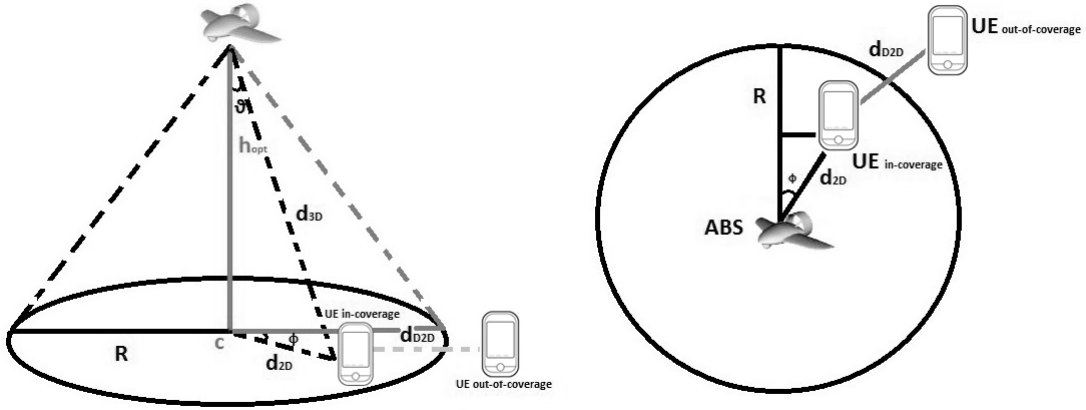 ϑ
hopt
d3D
UE in-coverage
R
c
ϕ
d2D
dD2D
UE out-of-coverage
UE out-of-coverage
dD2D
R
UE in-coverage
ϕ
d2D
ABS